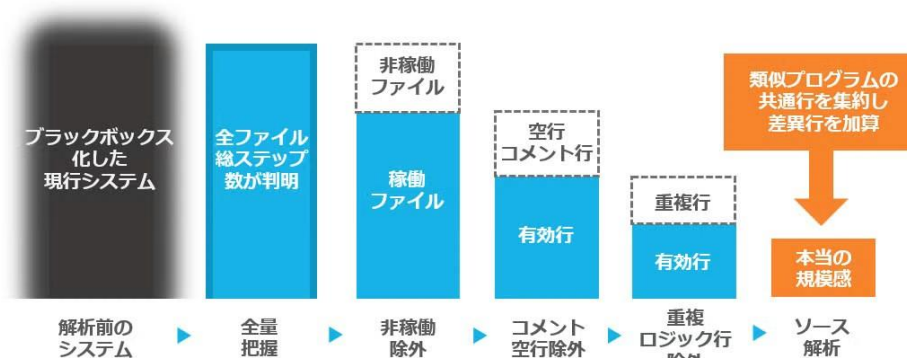 ブラックボックス
化した
現行システム
全ファイル
総ステップ
数が判明
非稼働
ファイル
稼働
ファイル
空行
コメント行
有効行
重複行
有効行
類似プログラムの
共通行を集約し
差異行を加算
本当の
規模感
解析前の
システム
全量
把握
非稼働
除外
コメント
空行除外
重複
ロジック行
除外
ソース
解析